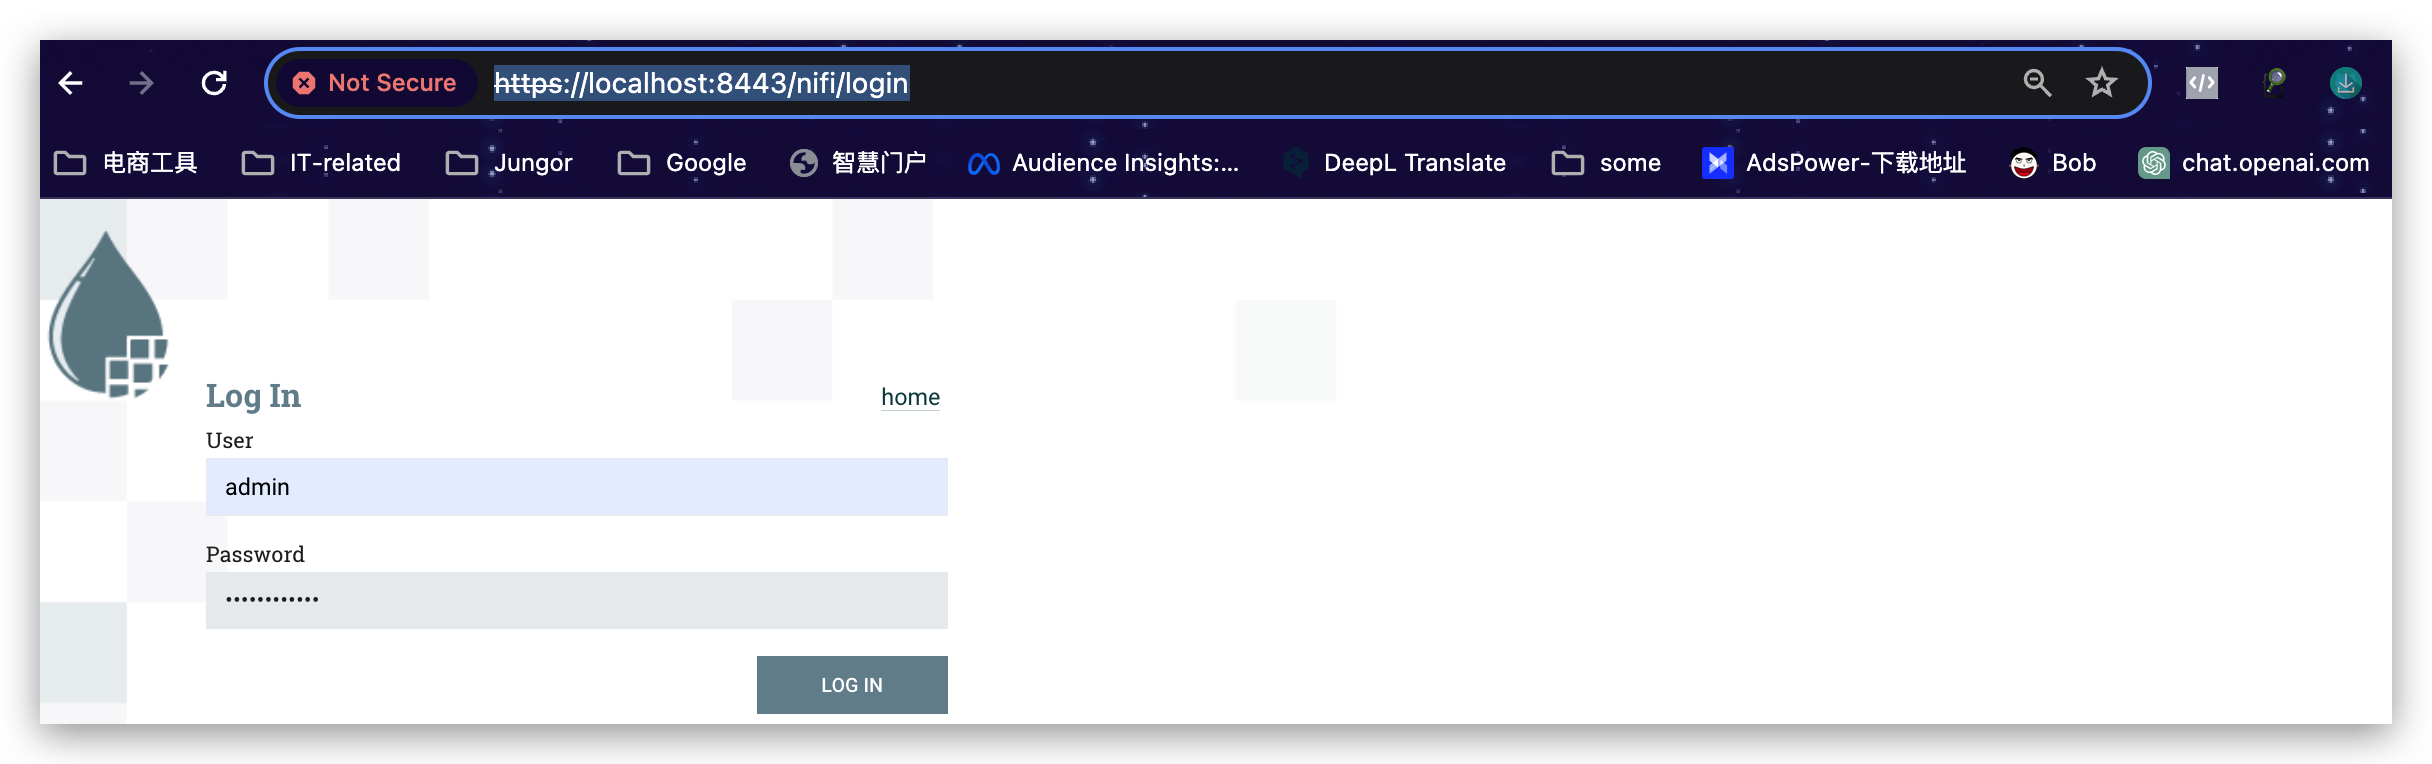 Not Secure https://localhost:8443/nifi/login
电商工具 IT-related Jungor Google 智慧门户 Audience Insights:... DeepL Translate some AdsPower-下载地址 Bob chat.openai.com
Log In home
User
admin
Password
••••••••••••
LOG IN